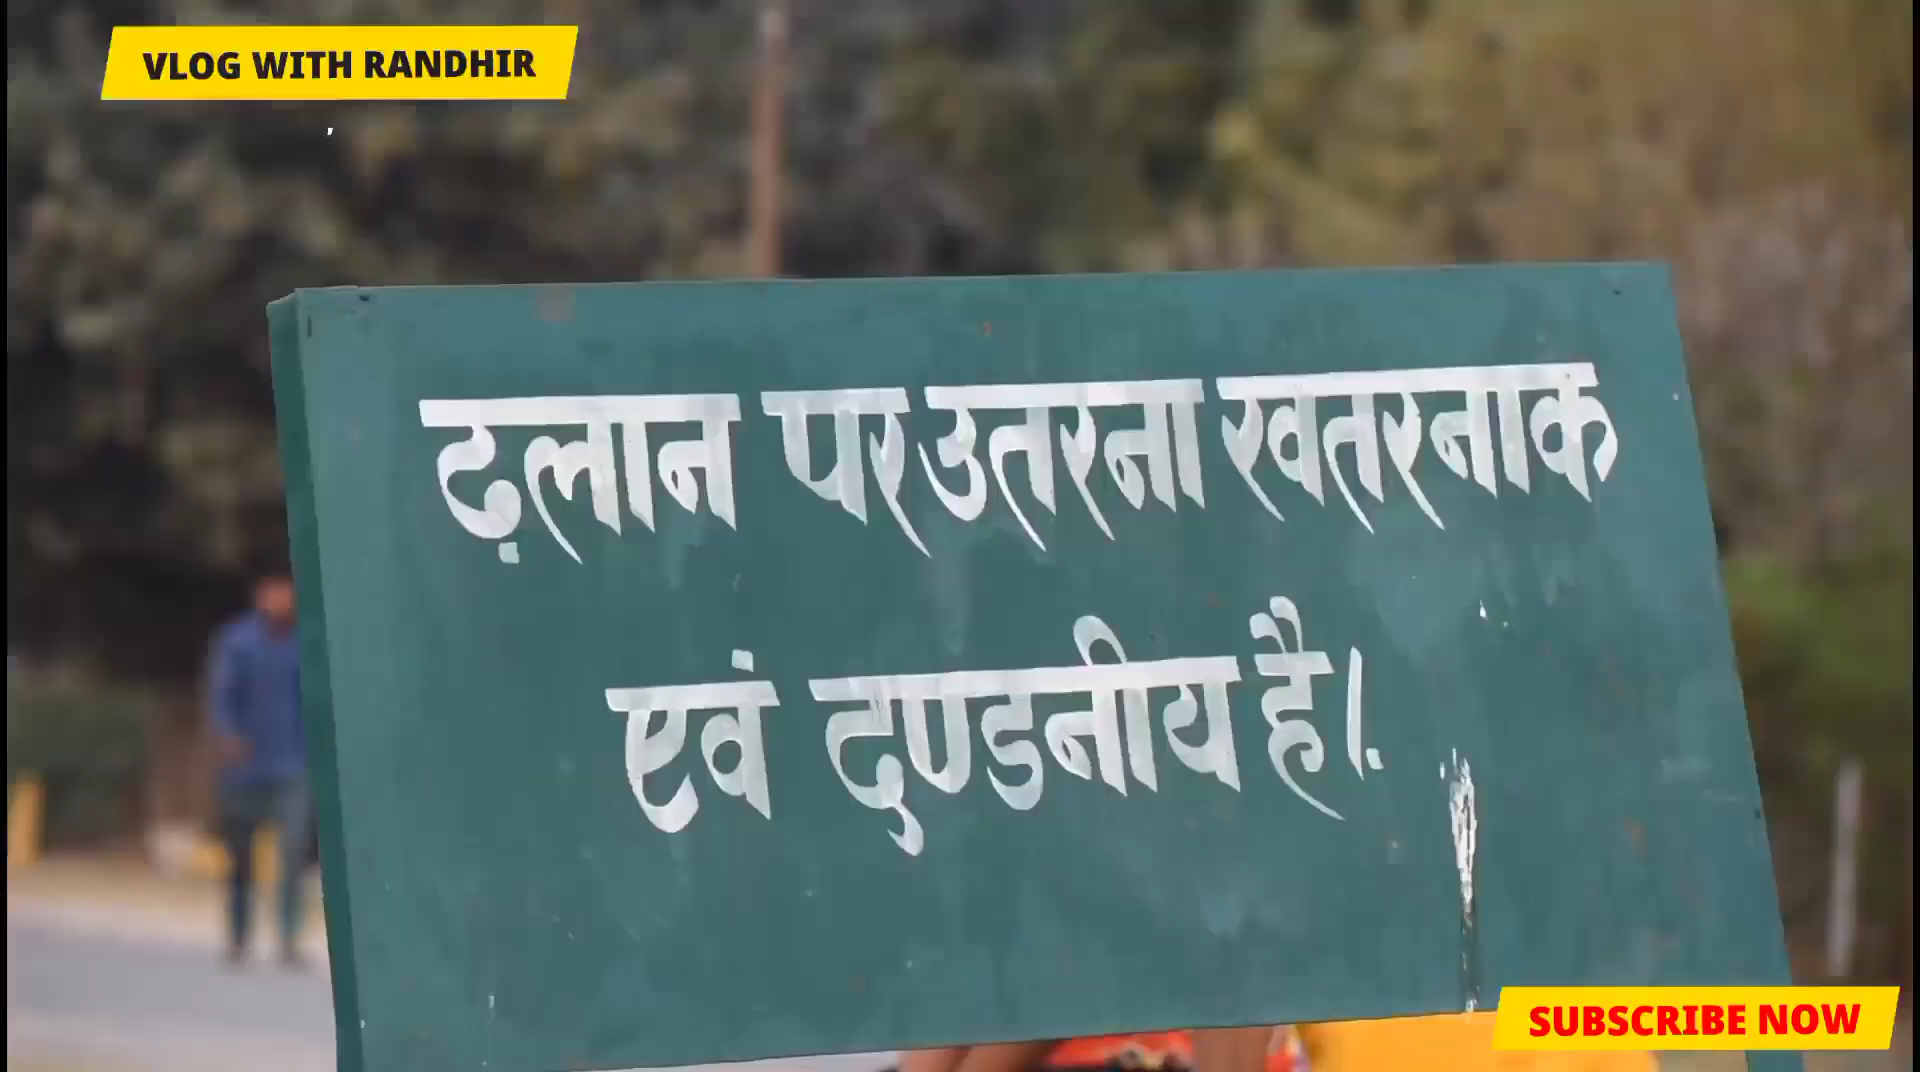 VLOG WITH RANDHIR
ढ़लान पर उतरना खतरनाक
एवं दण्डनीय है।
SUBSCRIBE NOW